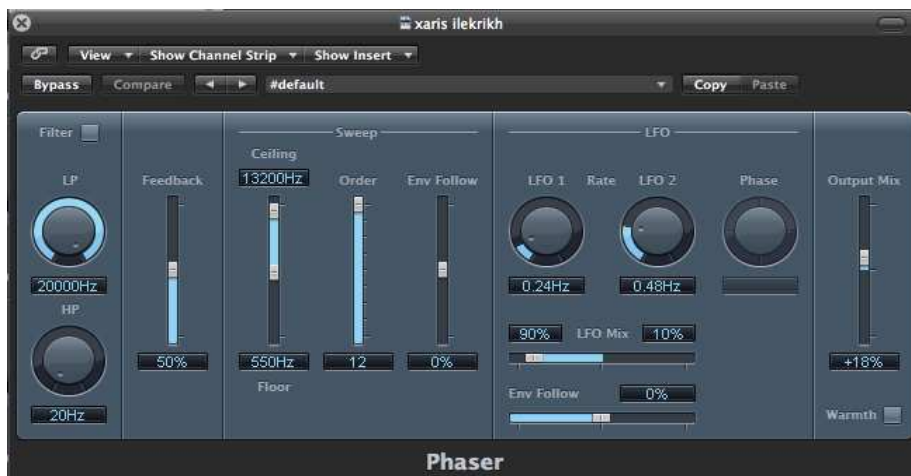 xaris ilekrikh
View Show Channel Strip Show Insert
Bypass Compare #default Copy Paste
Filter Sweep LFO
Ceiling
LP Feedback 13200Hz Order Env Follow LFO 1 Rate LFO 2 Phase Output Mix
20000Hz 0.24Hz 0.48Hz
HP
90% LFO Mix 10%
50% 550Hz 12 0% +18%
Floor
Env Follow 0%
20Hz Warmth
Phaser